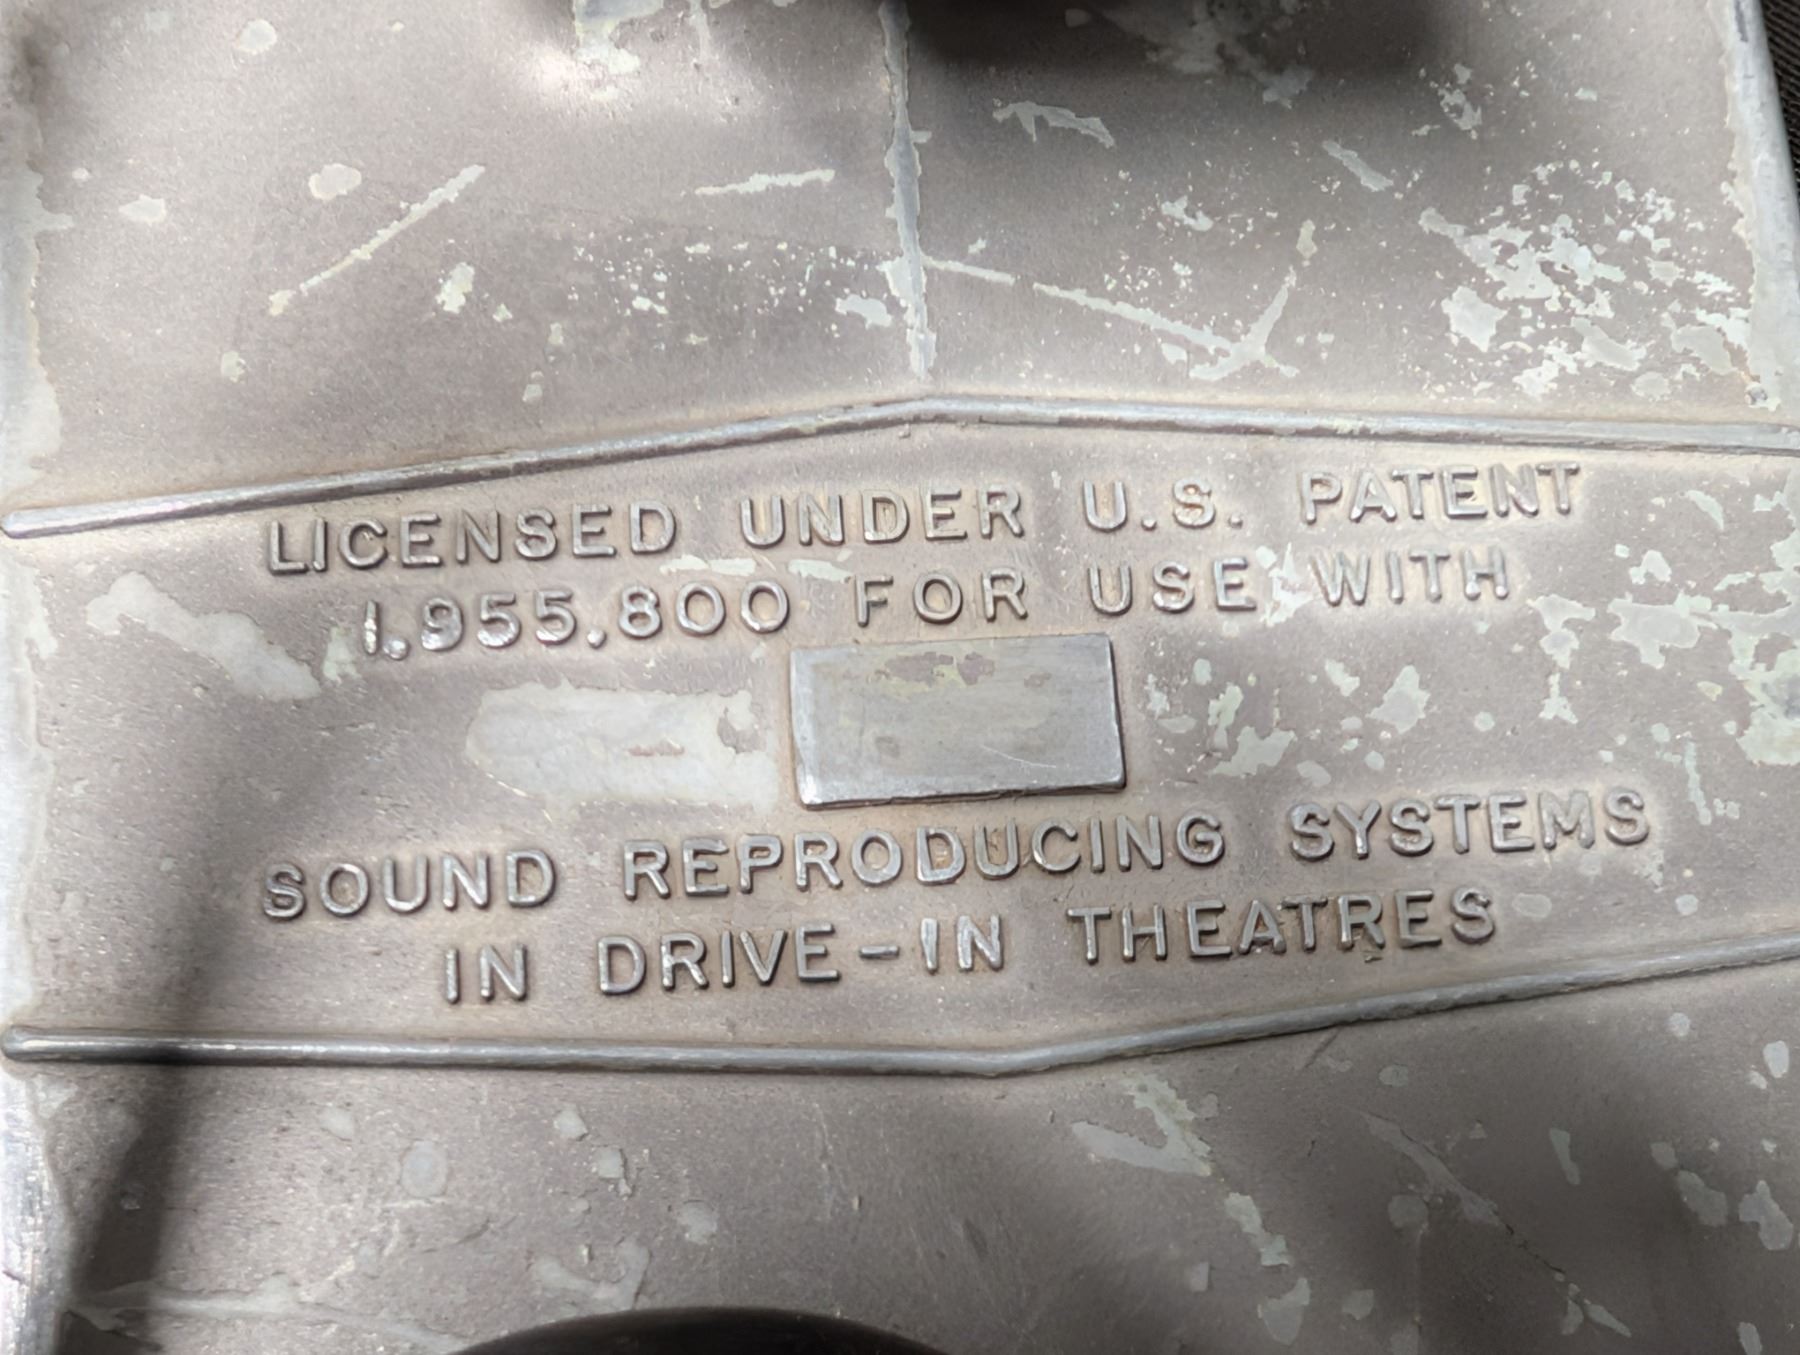 LICENSED UNDER U.S. PATENT
1,955,800 FOR USE WITH
SOUND REPRODUCING SYSTEMS
IN DRIVE-IN THEATRES